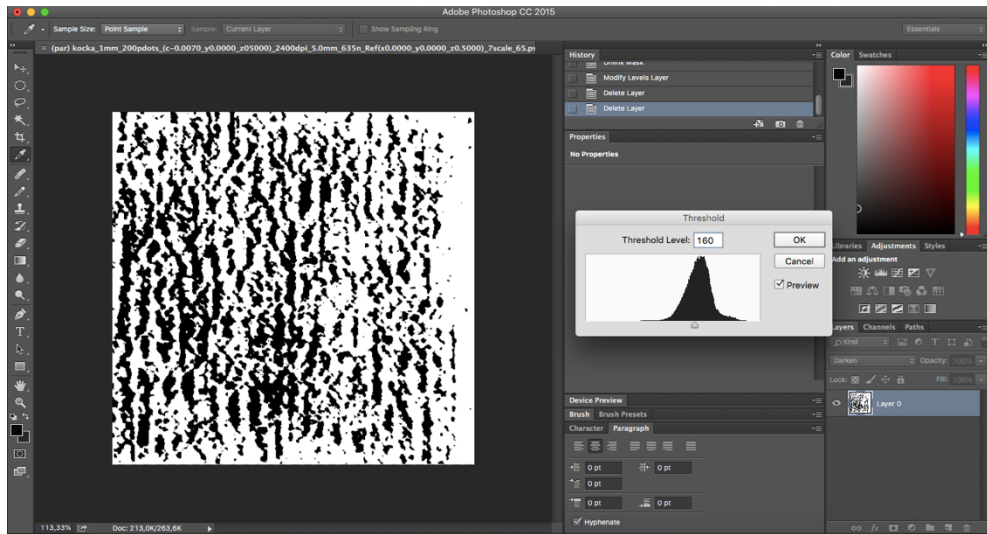 Adobe Photoshop CC 2015
Sample Size: Point Sample Sample: Current Layer Show Sampling Ring Essentials
× (par) kocka_1mm_200pdots_(c-0.0070_y0.0000_z05000)_2400dpi_5.0mm_635n_Ref(x0.0000_y0.0000_z0.5000)_7scale_65.ps
History
Unlink Mask
Modify Levels Layer
Delete Layer
Delete Layer
Properties
No Properties
Color Swatches
Threshold
Threshold Level: 160
OK
Cancel
Preview
Libraries Adjustments Styles
Add an adjustment
Layers Channels Paths
Kind
Darken Opacity: 100%
Lock: Fill: 100%
Layer 0
Device Preview
Brush Brush Presets
Character Paragraph
0 pt 0 pt
0 pt
0 pt 0 pt
Hyphenate
113,33% Doc: 213,0K/263,6K